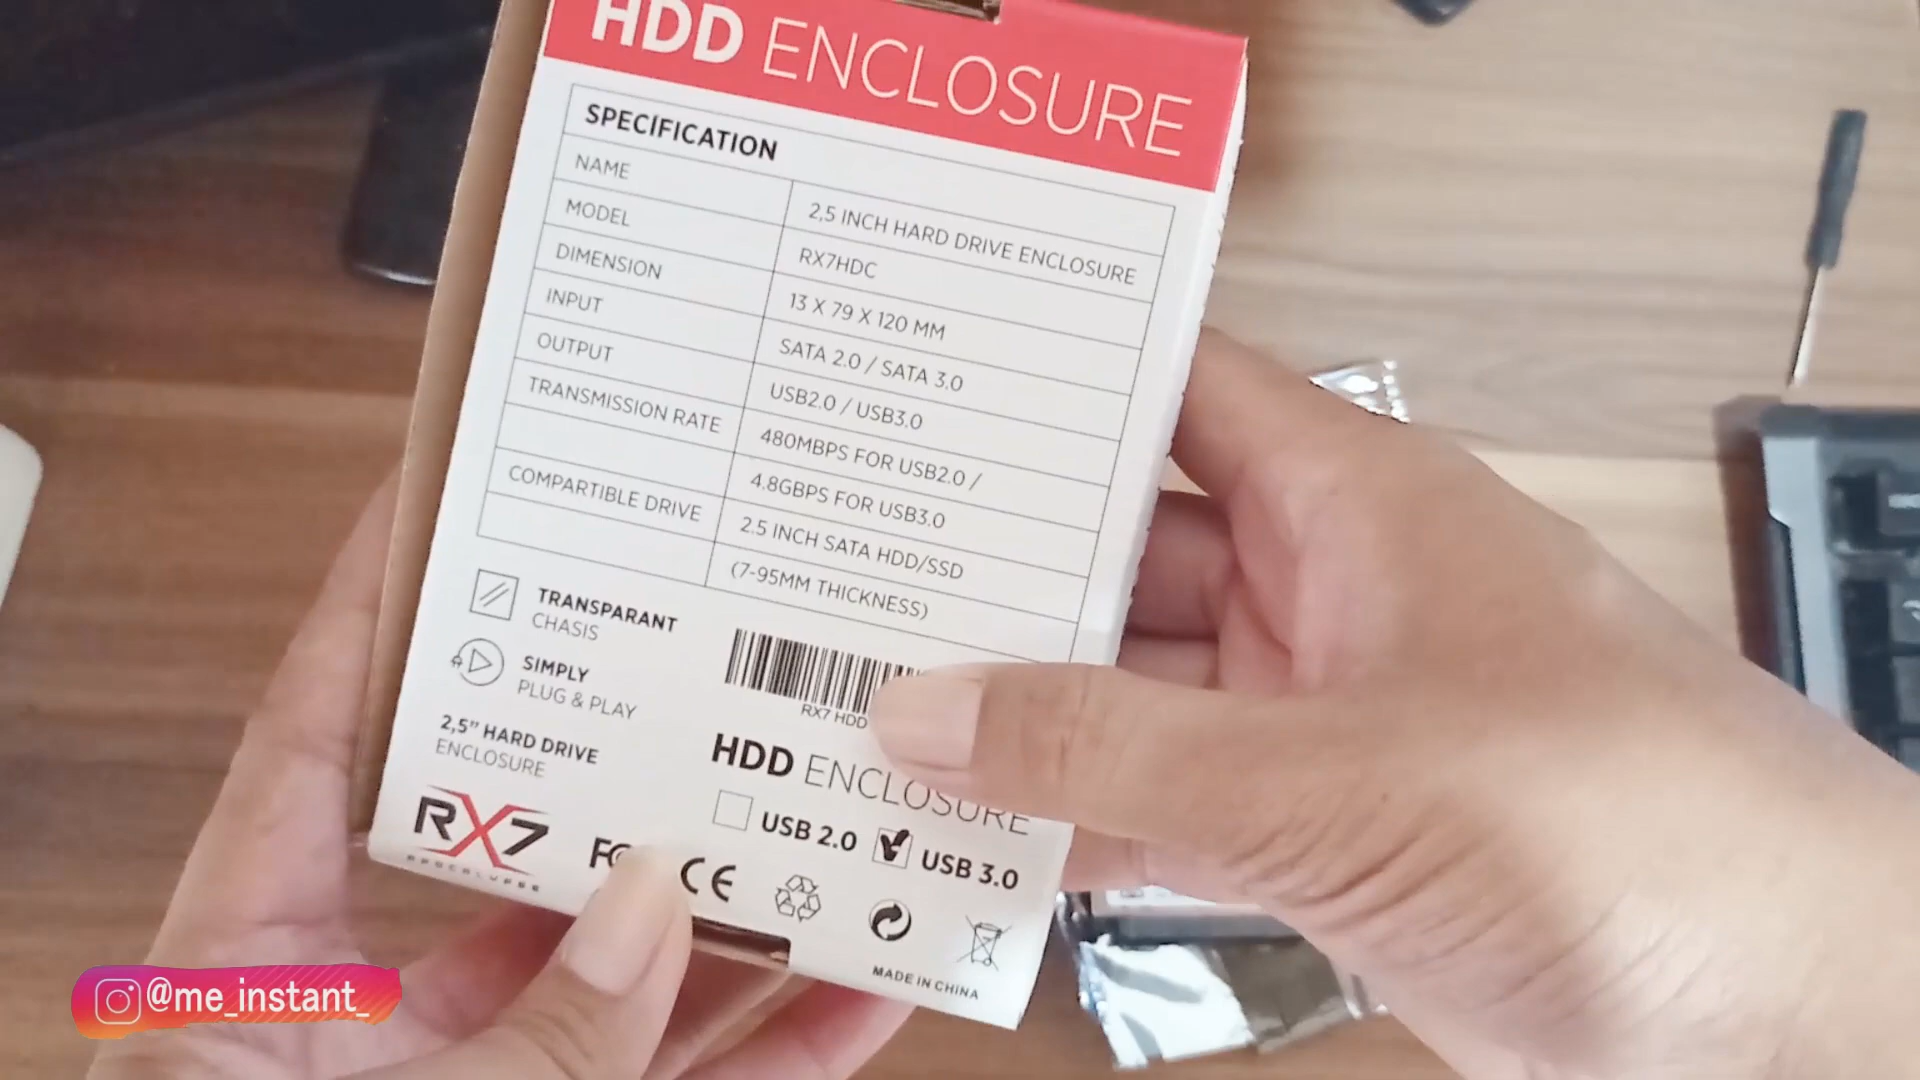 HDD ENCLOSURE
SPECIFICATION
NAME
2,5 INCH HARD DRIVE ENCLOSURE
MODEL
RX7HDC
DIMENSION
13 X 79 X 120 MM
INPUT
SATA 2.0 / SATA 3.0
OUTPUT
USB2.0 / USB3.0
TRANSMISSION RATE
480MBPS FOR USB2.0 /
4.8GBPS FOR USB3.0
COMPARTIBLE DRIVE
2.5 INCH SATA HDD/SSD
(7-95MM THICKNESS)
TRANSPARANT
CHASIS
SIMPLY
PLUG & PLAY
2,5" HARD DRIVE
ENCLOSURE
RX7
APOCALYPSE
RX7 HDD
HDD ENCLOSURE
USB 2.0
USB 3.0
CE
MADE IN CHINA
@me_instant_